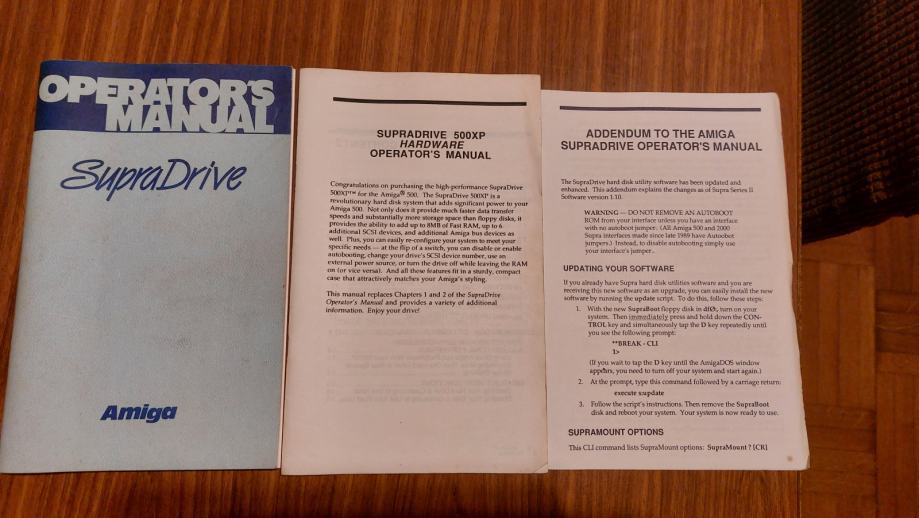 OPERATOR'S
MANUAL
SupraDrive
Amiga
SUPRADRIVE 500XP
HARDWARE
OPERATOR'S MANUAL
Congratulations on purchasing the high-performance SupraDrive
500XP™ for the Amiga® 500. The SupraDrive 500XP is a
revolutionary hard disk system that adds significant power to your
Amiga 500. Not only does it provide much faster data transfer
speeds and substantially more storage space than floppy disks, it
provides the ability to add up to 8MB of Fast RAM, up to 6
additional SCSI devices, and additional Amiga bus devices as
well. Plus, you can easily re-configure your system to meet your
specific needs — at the flip of a switch, you can disable or enable
autobooting, change your drive's SCSI device number, use an
external power source, or turn the drive off while leaving the RAM
on (or vice versa). And all these features fit in a sturdy, compact
case that attractively matches your Amiga's styling.
This manual replaces Chapters 1 and 2 of the SupraDrive
Operator's Manual and provides a variety of additional
information. Enjoy your drive!
ADDENDUM TO THE AMIGA
SUPRADRIVE OPERATOR'S MANUAL
The SupraDrive hard disk utility software has been updated and
enhanced. This addendum explains the changes as of Supra Series II
Software version 1.10.
WARNING — DO NOT REMOVE AN AUTOBOOT
ROM from your interface unless you have an interface
with no autoboot jumper. (All Amiga 500 and 2000
Supra interfaces made since late 1989 have Autoboot
jumpers.) Instead, to disable autobooting simply use
your interface's jumper.
UPDATING YOUR SOFTWARE
If you already have Supra hard disk utilities software and you are
receiving this new software as an upgrade, you can easily install the new
software by running the update script. To do this, follow these steps:
1. With the new SupraBoot floppy disk in df0:, turn on your
system. Then immediately press and hold down the CON-
TROL key and simultaneously tap the D key repeatedly until
you see the following prompt:
**BREAK - CLI
1>
(If you wait to tap the D key until the AmigaDOS window
appears, you need to turn off your system and start again.)
2. At the prompt, type this command followed by a carriage return:
execute s:update
3. Follow the script's instructions. Then remove the SupraBoot
disk and reboot your system. Your system is now ready to use.
SUPRAMOUNT OPTIONS
This CLI command lists SupraMount options: SupraMount ? [CR]